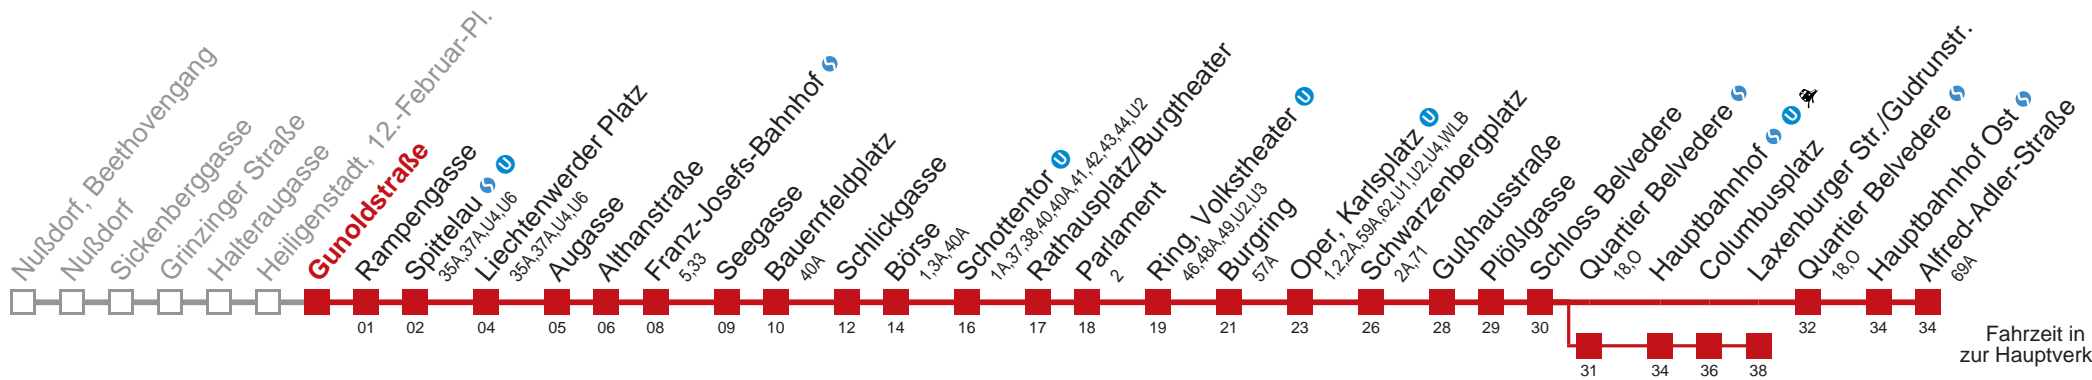 Nußdorf, Beethovengang
Nußdorf
Sickenberggasse
Grinzinger Straße
Halteraugasse
Heiligenstadt, 12.-Februar-Pl.
Gunoldstraße
Rampengasse
Spittelau S U
35A,37A,U4,U6
Liechtenwerder Platz
35A,37A,U4,U6
Augasse
Althanstraße
Franz-Josefs-Bahnhof S
5,33
Seegasse
Bauernfeldplatz
40A
Schlickgasse
Börse
1,3A,40A
Schottentor U
1A,37,38,40,40A,41,42,43,44,U2
Rathausplatz/Burgtheater
Parlament
2
Ring, Volkstheater U
46,48A,49,U2,U3
Burgring
57A
Oper, Karlsplatz U
1,2,2A,59A,62,U1,U2,U4,WLB
Schwarzenbergplatz
2A,71
Gußhausstraße
Plößlgasse
Schloss Belvedere
Quartier Belvedere S
18,O
Hauptbahnhof S U
Columbusplatz
Laxenburger Str./Gudrunstr.
Quartier Belvedere S
18,O
Hauptbahnhof Ost S
Alfred-Adler-Straße
69A
01 02 04 05 06 08 09 10 12 14 16 17 18 19 21 23 26 28 29 30 32 34 34
31 34 36 38
Fahrzeit in
zur Hauptverk